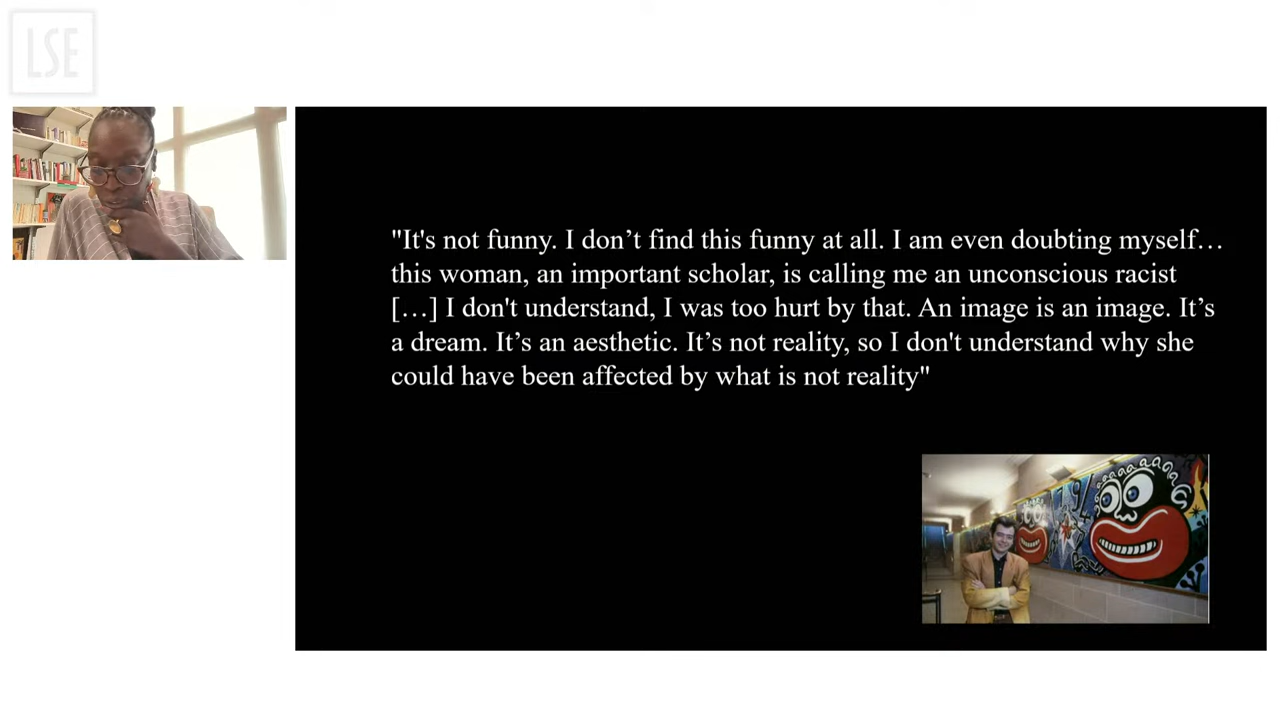 LSE
"It's not funny. I don’t find this funny at all. I am even doubting myself…
this woman, an important scholar, is calling me an unconscious racist
[…] I don't understand, I was too hurt by that. An image is an image. It’s
a dream. It’s an aesthetic. It’s not reality, so I don't understand why she
could have been affected by what is not reality"